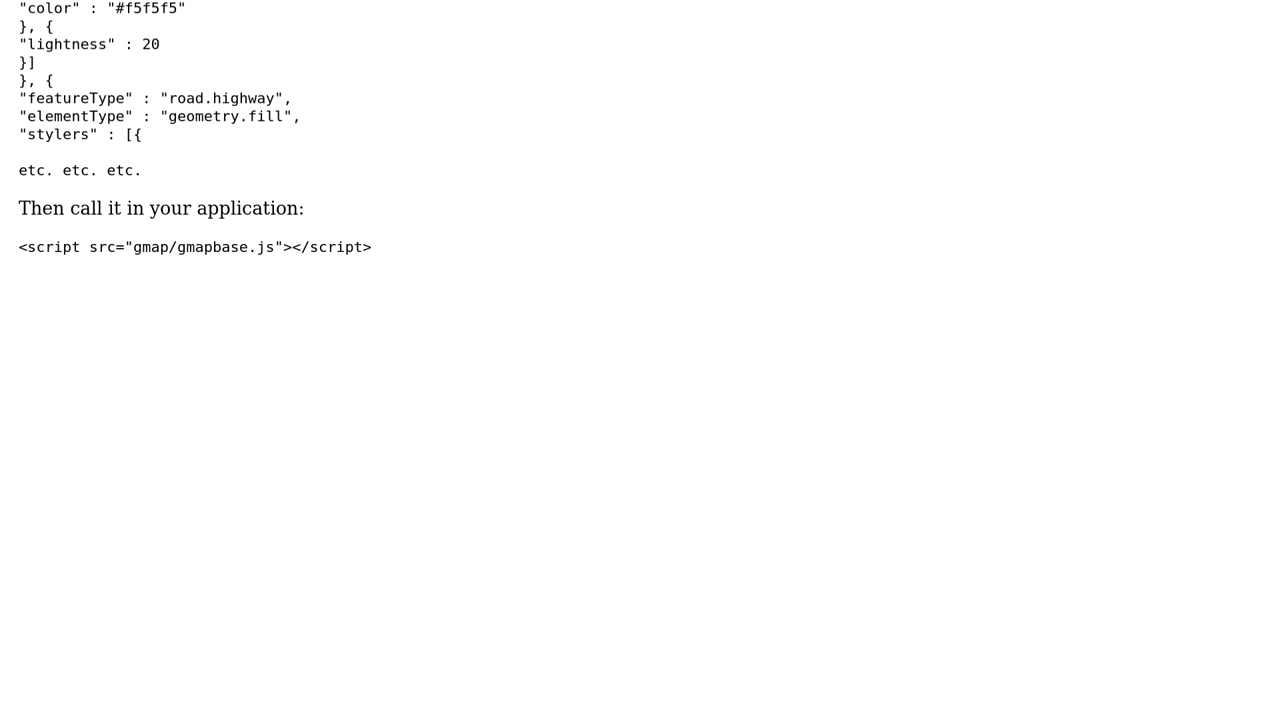 "color" : "#f5f5f5"
}, {
"lightness" : 20
}]
}, {
"featureType" : "road.highway",
"elementType" : "geometry.fill",
"stylers" : [{

etc. etc. etc.
Then call it in your application:
<script src="gmap/gmapbase.js"></script>